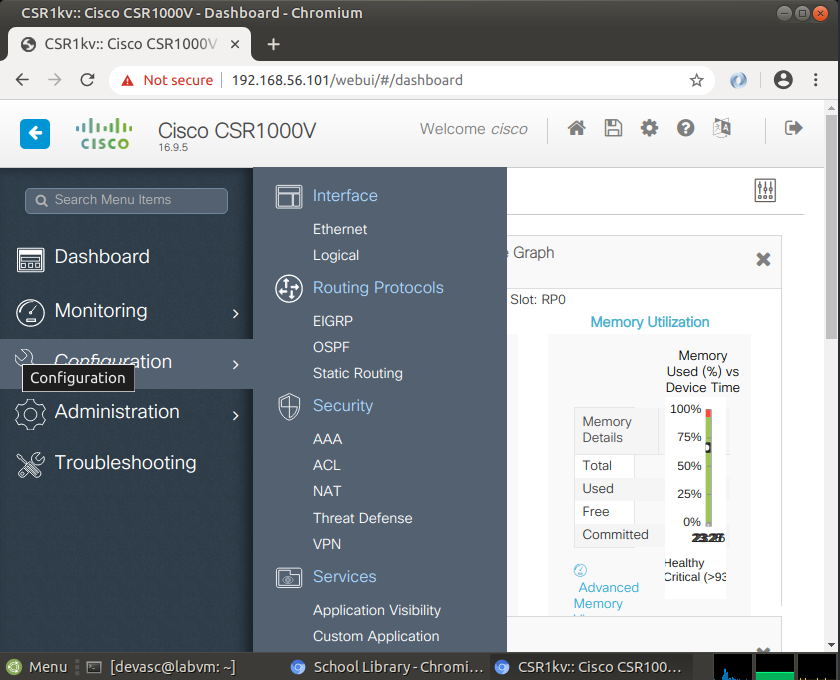 CSR1kv:: Cisco CSR1000V - Dashboard - Chromium
CSR1kv:: Cisco CSR1000V
Not secure
192.168.56.101/webui/#/dashboard
CISCO
Cisco CSR1000V
16.9.5
Welcome cisco
Search Menu Items
Dashboard
Monitoring
Configuration
Configuration
Administration
Troubleshooting
Interface
Ethernet
Logical
Routing Protocols
EIGRP
OSPF
Static Routing
Security
AAA
ACL
NAT
Threat Defense
VPN
Services
Application Visibility
Custom Application
Graph
Slot: RP0
Memory Utilization
Memory
Details
Total
Used
Free
Committed
Advanced
Memory
Memory
Used (%) vs
Device Time
100%
75%
50%
25%
0%
Healthy
Critical (>93
Menu
[devasc@labvm: ~]
School Library - Chromi...
CSR1kv:: Cisco CSR100...